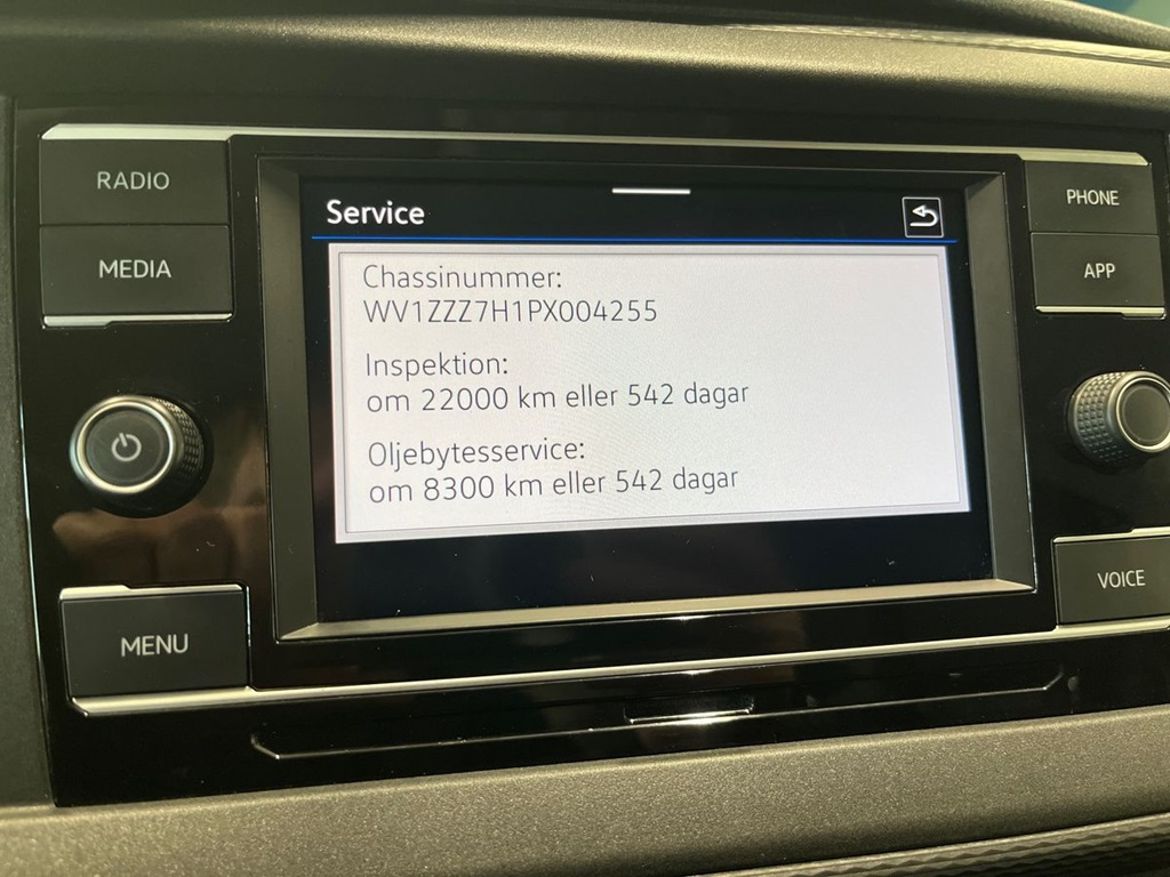 RADIO
MEDIA
MENU
Service
Chassinummer:
WV1ZZZ7H1PX004255
Inspektion:
om 22000 km eller 542 dagar
Oljebytesservice:
om 8300 km eller 542 dagar
PHONE
APP
VOICE